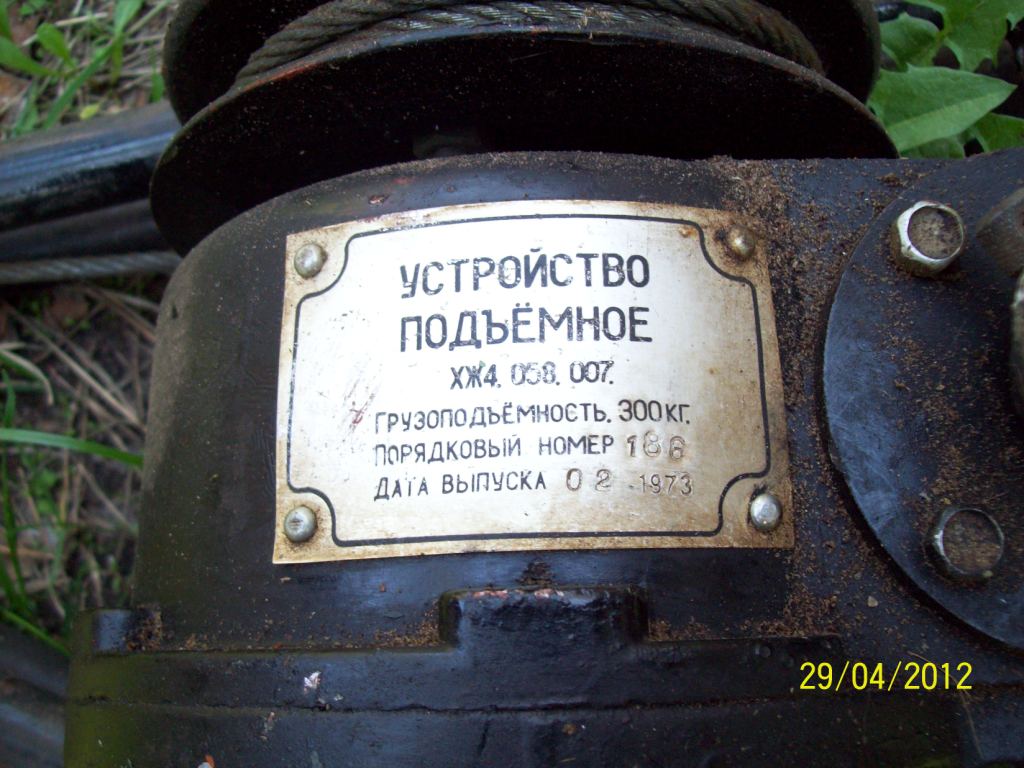 УСТРОЙСТВО
ПОДЪЁМНОЕ
ХЖ4. 058. 007.
ГРУЗОПОДЪЁМНОСТЬ. 300 КГ.
ПОРЯДКОВЫЙ НОМЕР 186
ДАТА ВЫПУСКА 02 - 1973
29/04/2012